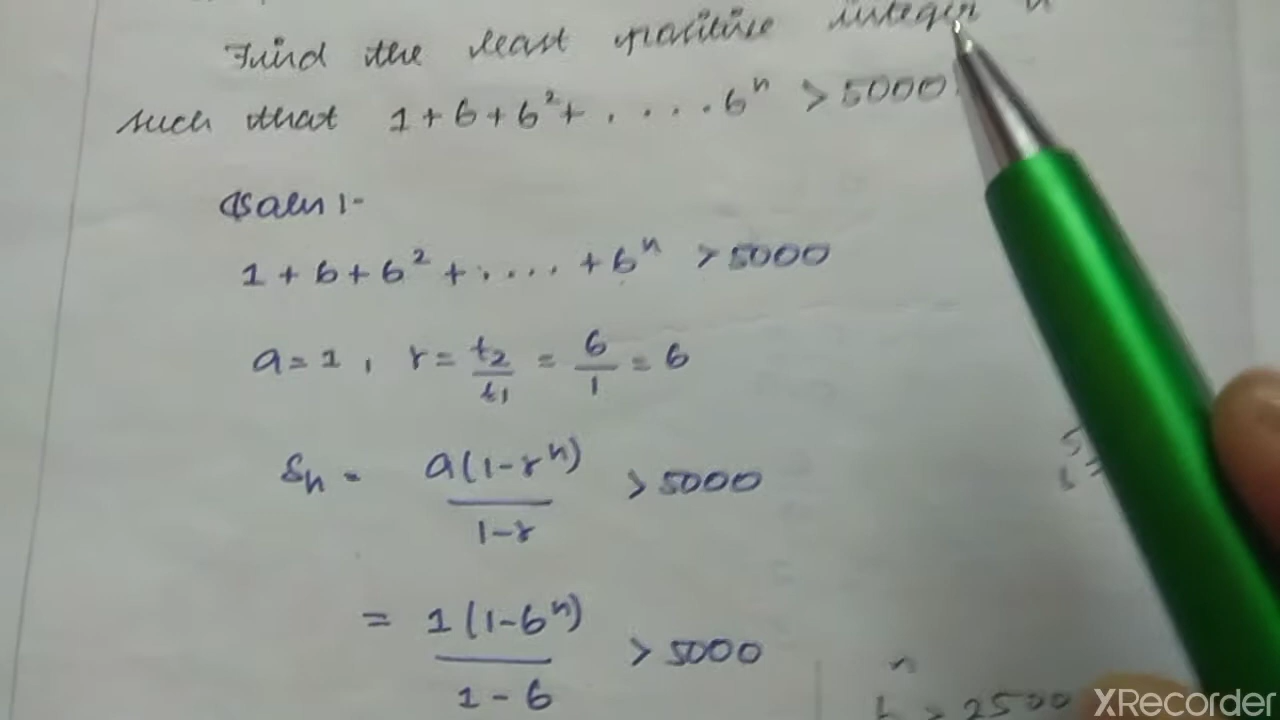 Find the least positive integer n
such that 1 + 6 + 6² + . . . . 6ⁿ > 5000.
Soln :-
1 + 6 + 6² + . . . . + 6ⁿ > 5000
a = 1 , r = t₂/t₁ = 6/1 = 6
Sₙ = a(1-rⁿ)/1-r > 5000
= 1(1-6ⁿ)/1-6 > 5000
n
> 2500
XRecorder